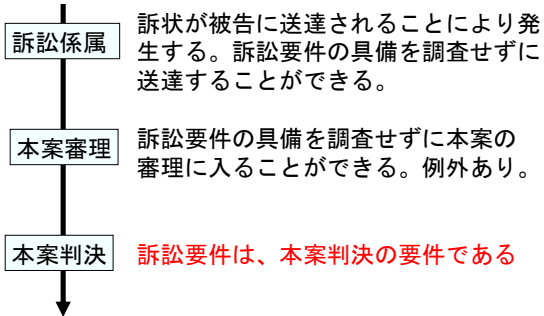 訴訟係属
訴状が被告に送達されることにより発
生する。訴訟要件の具備を調査せずに
送達することができる。
本案審理
訴訟要件の具備を調査せずに本案の
審理に入ることができる。例外あり。
本案判決
訴訟要件は、本案判決の要件である